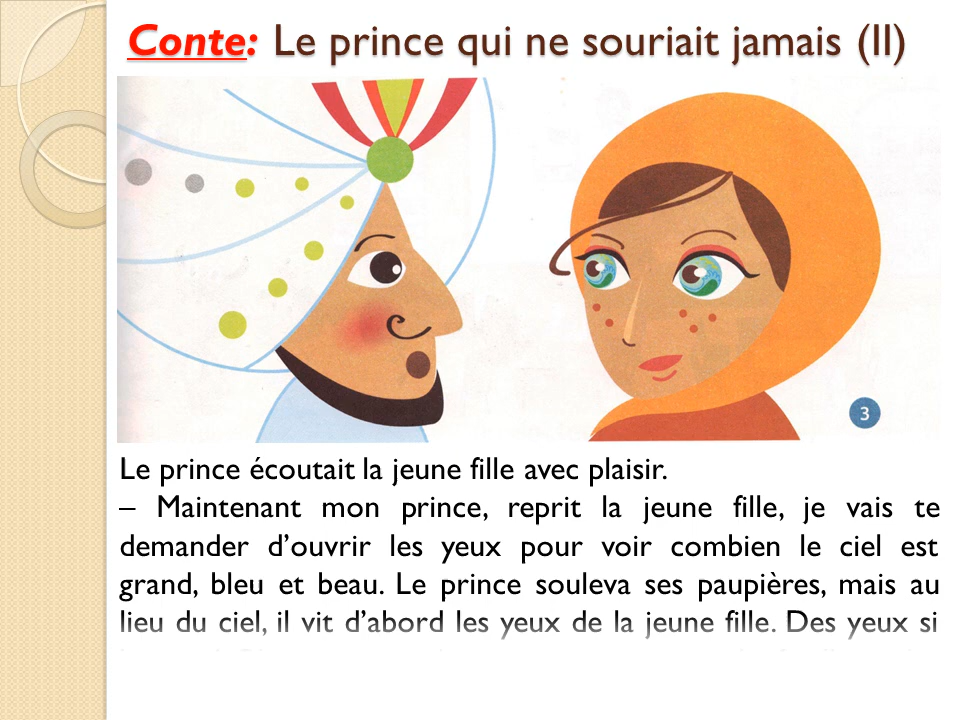 Conte: Le prince qui ne souriait jamais (II)
3
Le prince écoutait la jeune fille avec plaisir.
– Maintenant mon prince, reprit la jeune fille, je vais te
demander d’ouvrir les yeux pour voir combien le ciel est
grand, bleu et beau. Le prince souleva ses paupières, mais au
lieu du ciel, il vit d’abord les yeux de la jeune fille. Des yeux si